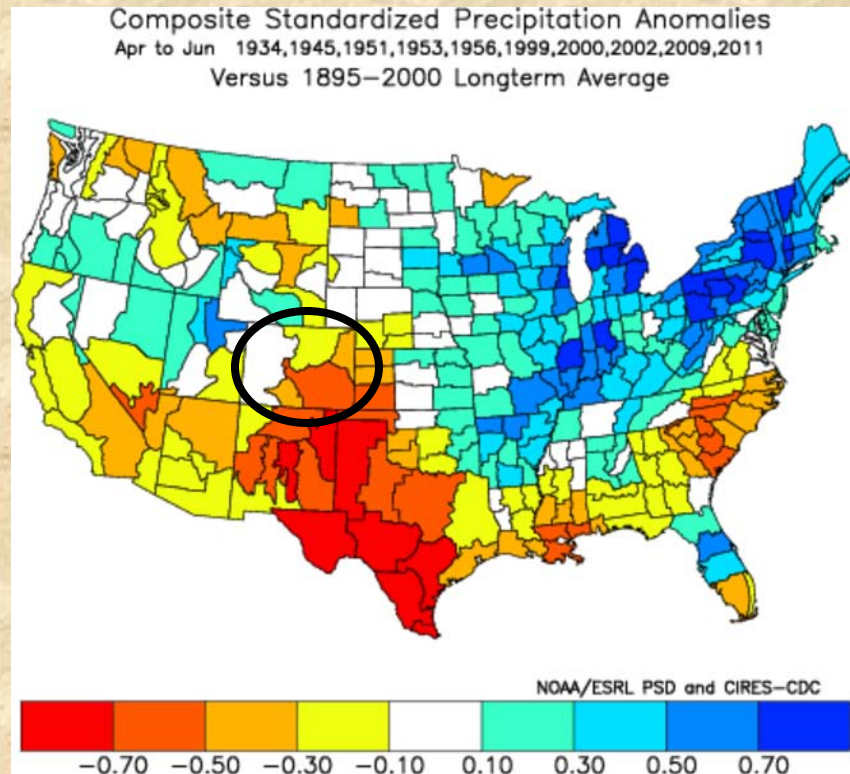 Composite Standardized Precipitation Anomalies
Apr to Jun 1934,1945,1951,1953,1956,1999,2000,2002,2009,2011
Versus 1895−2000 Longterm Average
NOAA/ESRL PSD and CIRES−CDC
−0.70 −0.50 −0.30 −0.10 0.10 0.30 0.50 0.70